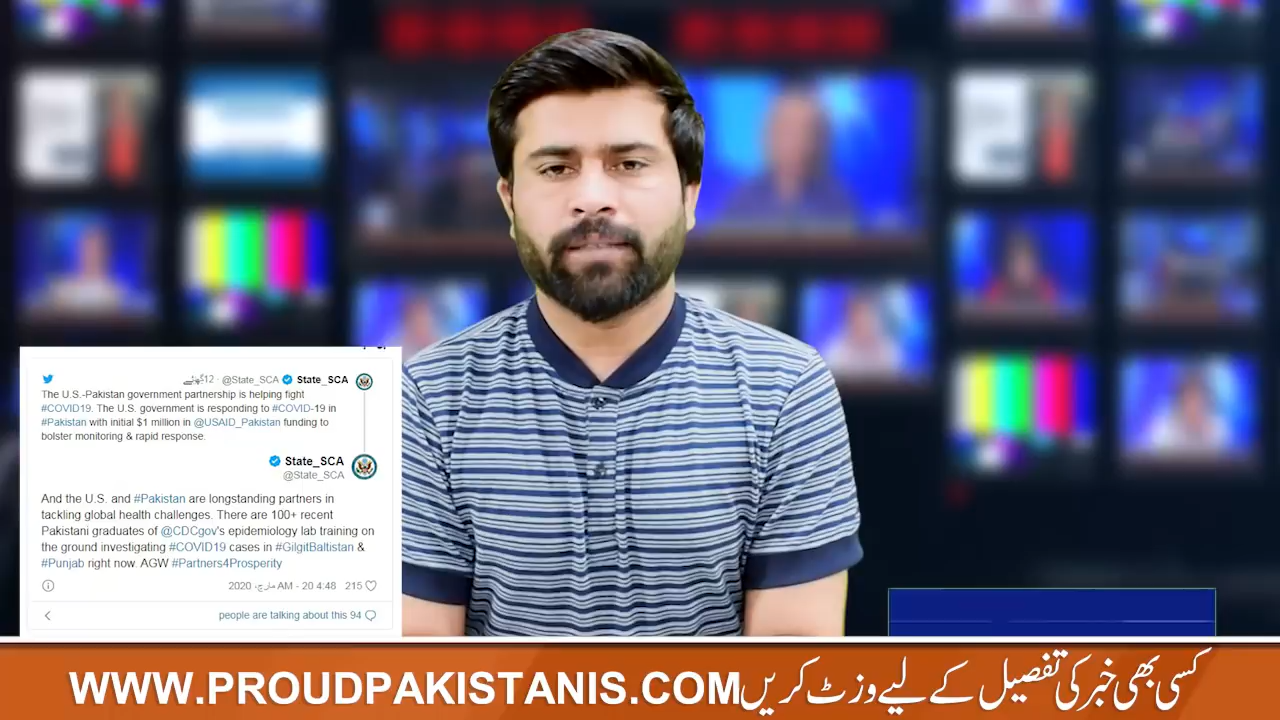 State_SCA @State_SCA · 12گھنٹے
The U.S.-Pakistan government partnership is helping fight
#COVID19. The U.S. government is responding to #COVID-19 in
#Pakistan with initial $1 million in @USAID_Pakistan funding to
bolster monitoring & rapid response.
State_SCA
@State_SCA
And the U.S. and #Pakistan are longstanding partners in
tackling global health challenges. There are 100+ recent
Pakistani graduates of @CDCgov's epidemiology lab training on
the ground investigating #COVID19 cases in #GilgitBaltistan &
#Punjab right now. AGW #Partners4Prosperity
215 4:48 AM - 20 مارچ، 2020
94 people are talking about this
کسی بھی خبر کی تفصیل کے لیے وزٹ کریں WWW.PROUDPAKISTANIS.COM